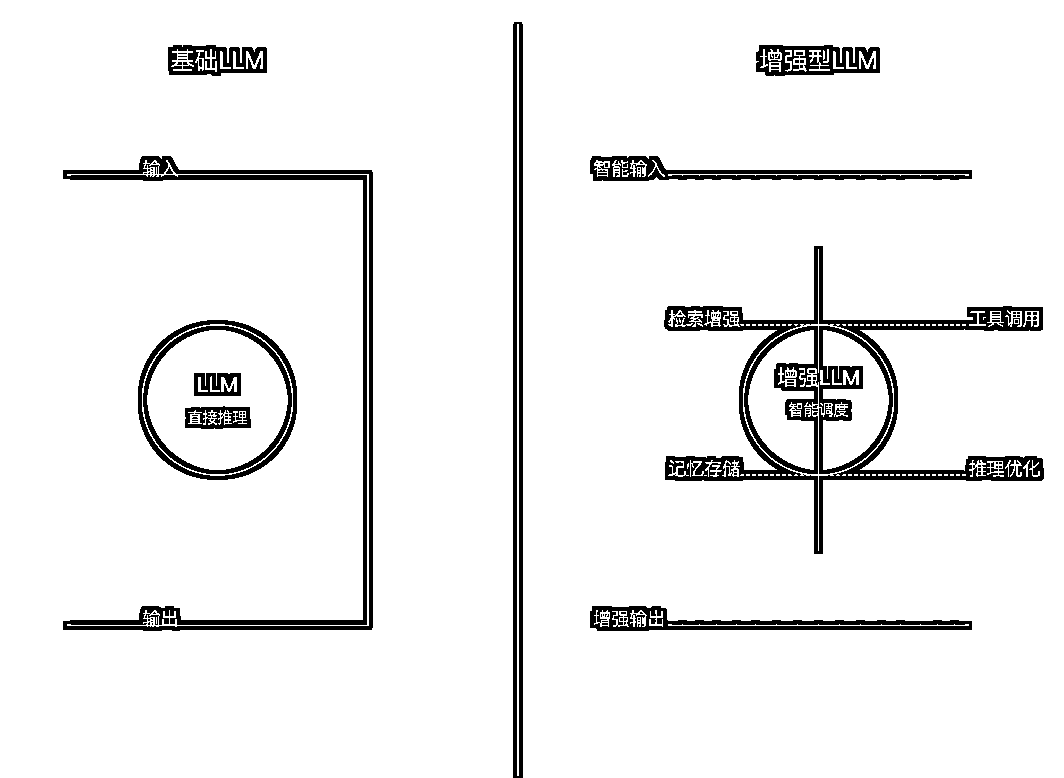 基础LLM
输入
LLM
直接推理
输出
增强型LLM
智能输入
检索增强
工具调用
增强LLM
智能调度
记忆存储
推理优化
增强输出